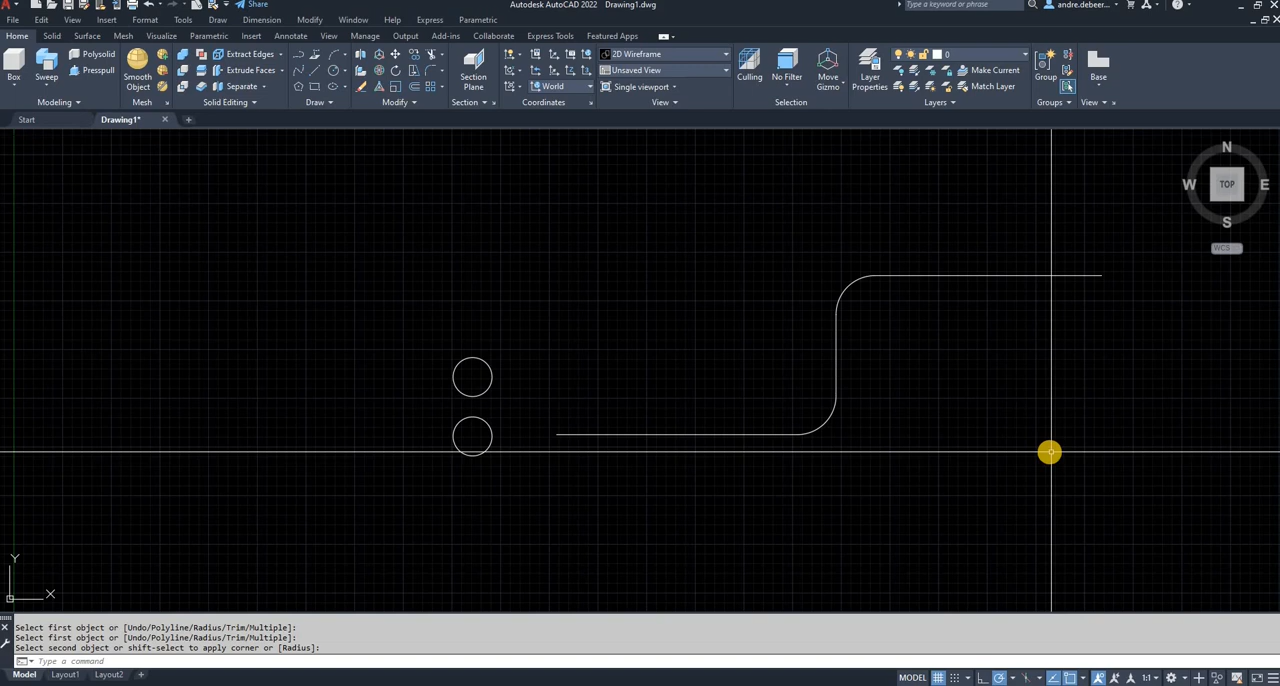 Share
Autodesk AutoCAD 2022 Drawing1.dwg
Type a keyword or phrase
andre.debeer...
File Edit View Insert Format Tools Draw Dimension Modify Window Help Express Parametric
Home Solid Surface Mesh Visualize Parametric Insert Annotate View Manage Output Add-ins Collaborate Express Tools Featured Apps
Polysolid Extract Edges 2D Wireframe 0
Presspull Extrude Faces Unsaved View Make Current
Separate World Single viewport Match Layer
Box Sweep Smooth Object Section Plane Culling No Filter Move Gizmo Layer Properties Group Base
Modeling Mesh Solid Editing Draw Modify Section Coordinates View Selection Layers Groups View
Start Drawing1*
N
W TOP E
S
WCS
Y
X
Select first object or [Undo/Polyline/Radius/Trim/Multiple]:
Select first object or [Undo/Polyline/Radius/Trim/Multiple]:
Select second object or shift-select to apply corner or [Radius]:
Type a command
Model Layout1 Layout2 + MODEL 1:1